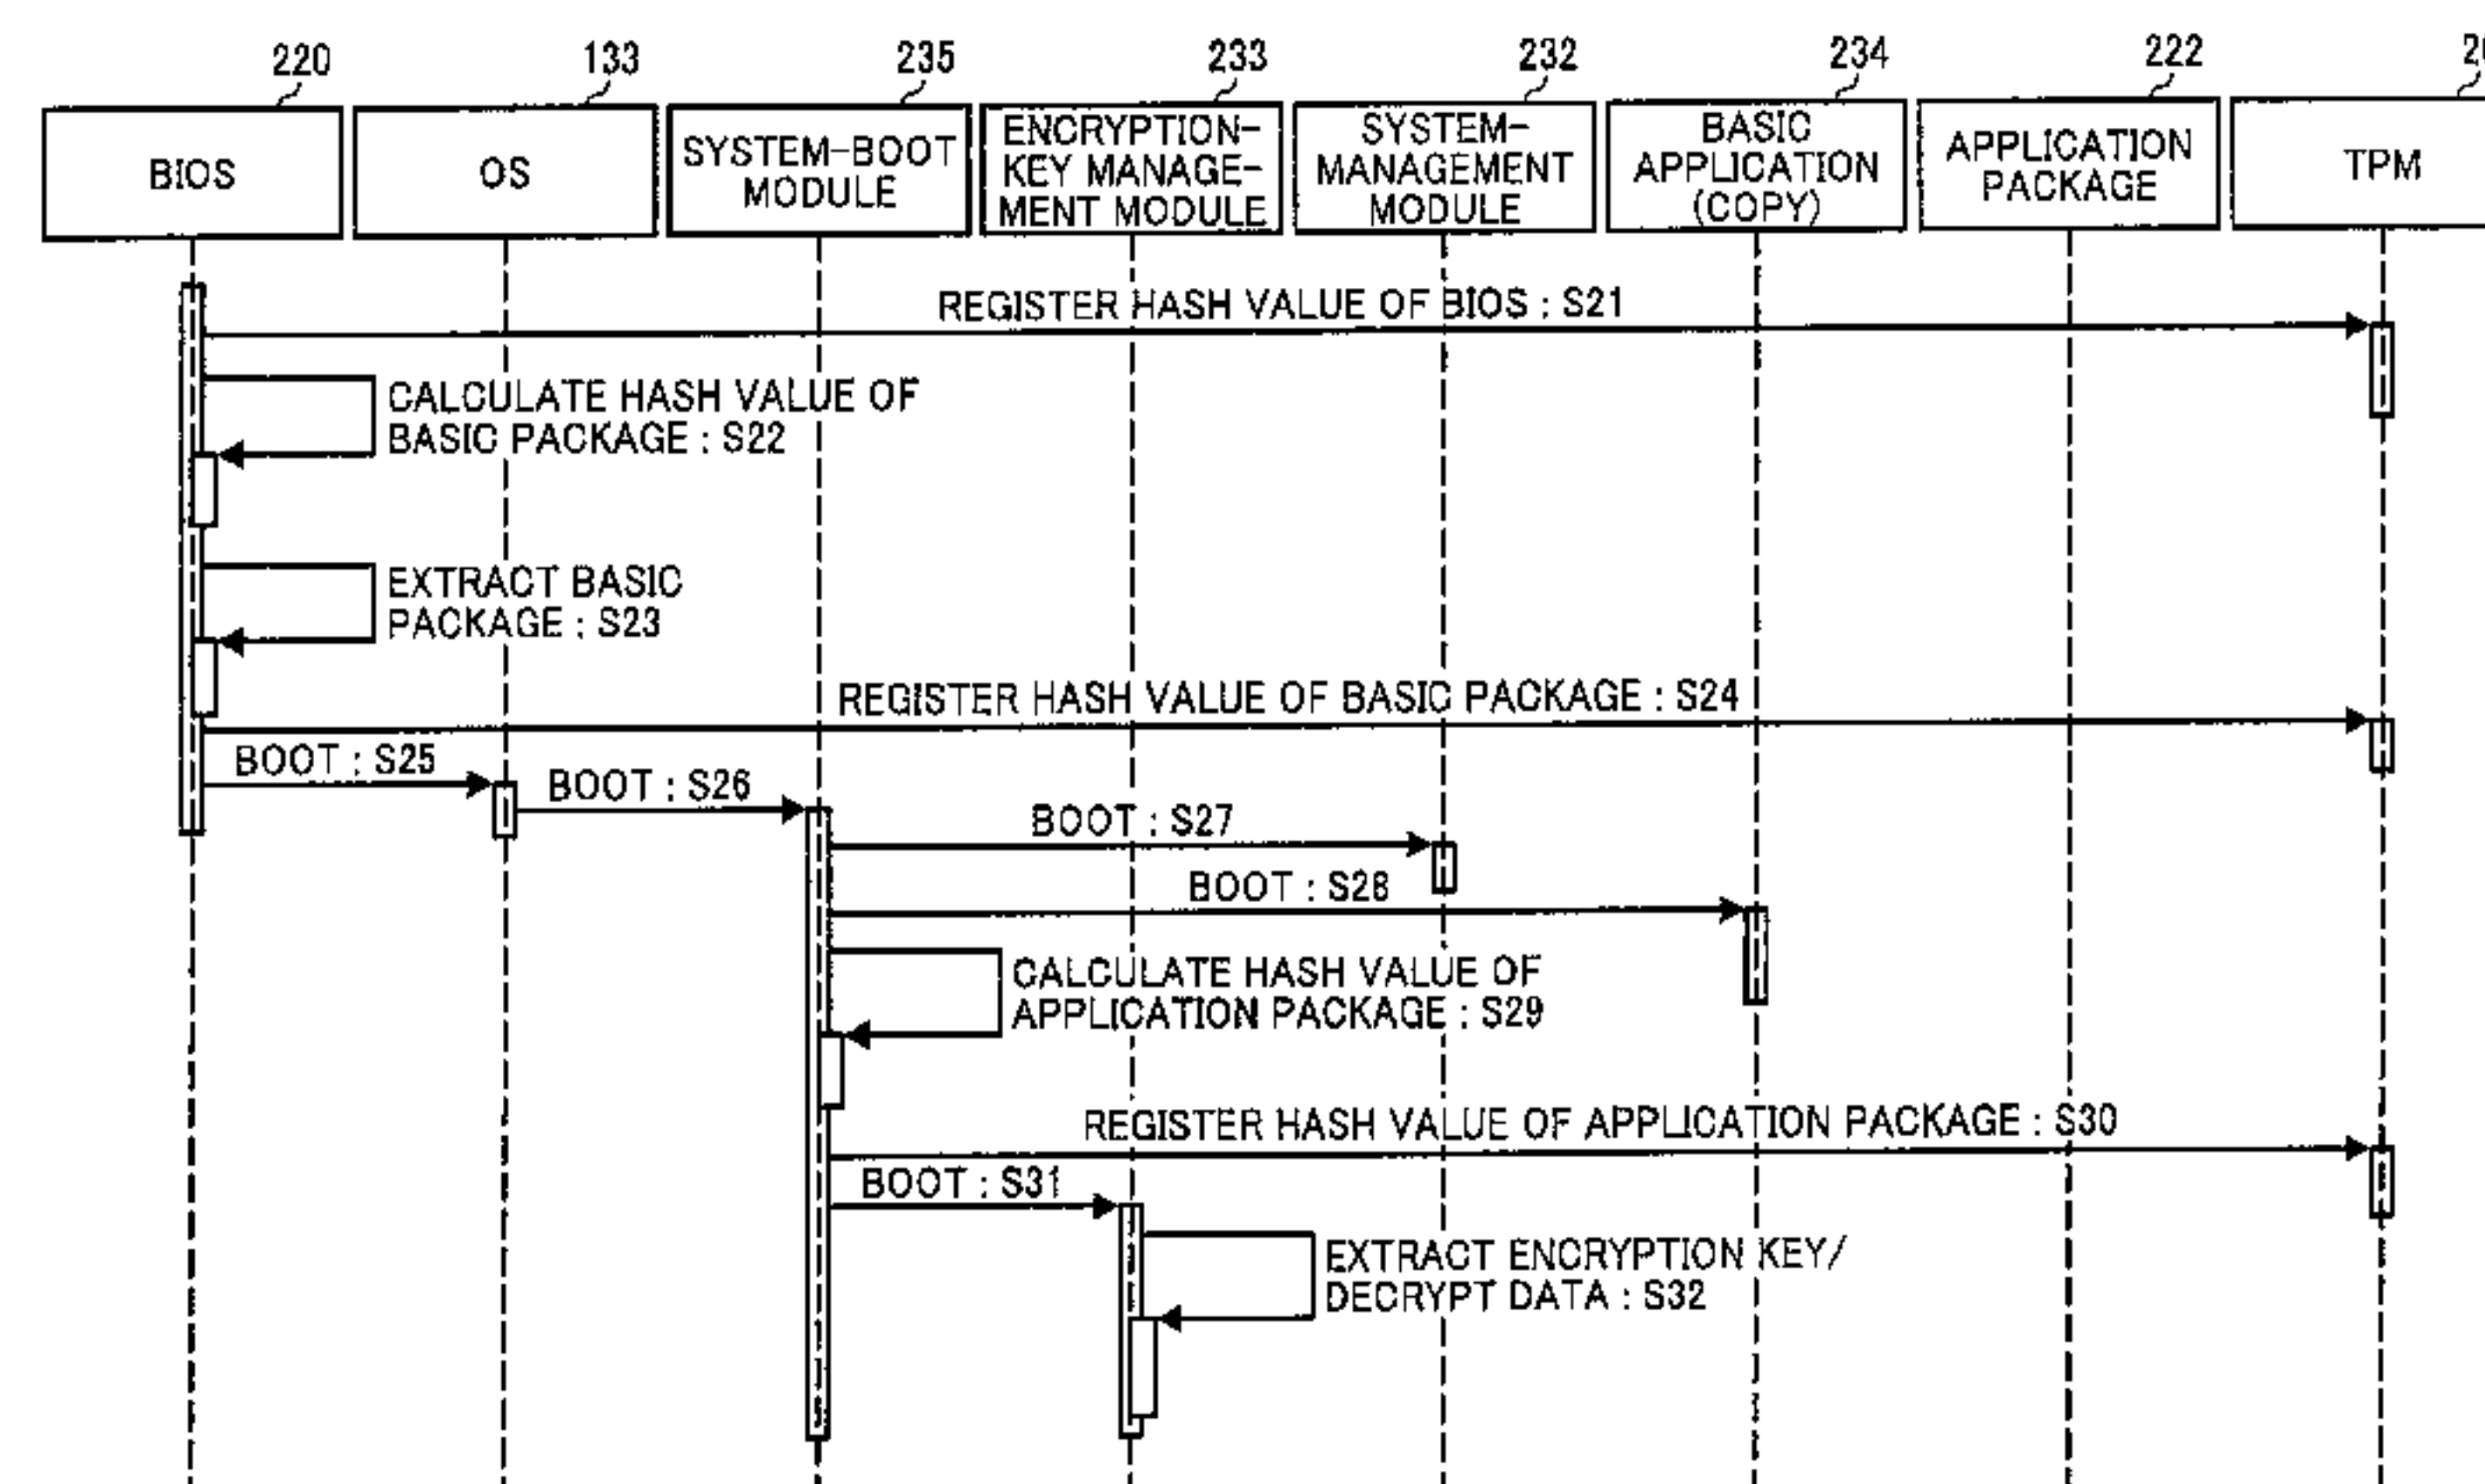 220 133 235 233 232 234 222
BIOS
OS
SYSTEM-BOOT
MODULE
ENCRYPTION-
KEY MANAGE-
MENT MODULE
SYSTEM-
MANAGEMENT
MODULE
BASIC
APPLICATION
(COPY)
APPLICATION
PACKAGE
TPM
REGISTER HASH VALUE OF BIOS : S21
CALCULATE HASH VALUE OF
BASIC PACKAGE : S22
EXTRACT BASIC
PACKAGE : S23
REGISTER HASH VALUE OF BASIC PACKAGE : S24
BOOT : S25
BOOT : S26
BOOT : S27
BOOT : S28
CALCULATE HASH VALUE OF
APPLICATION PACKAGE : S29
REGISTER HASH VALUE OF APPLICATION PACKAGE : S30
BOOT : S31
EXTRACT ENCRYPTION KEY/
DECRYPT DATA : S32